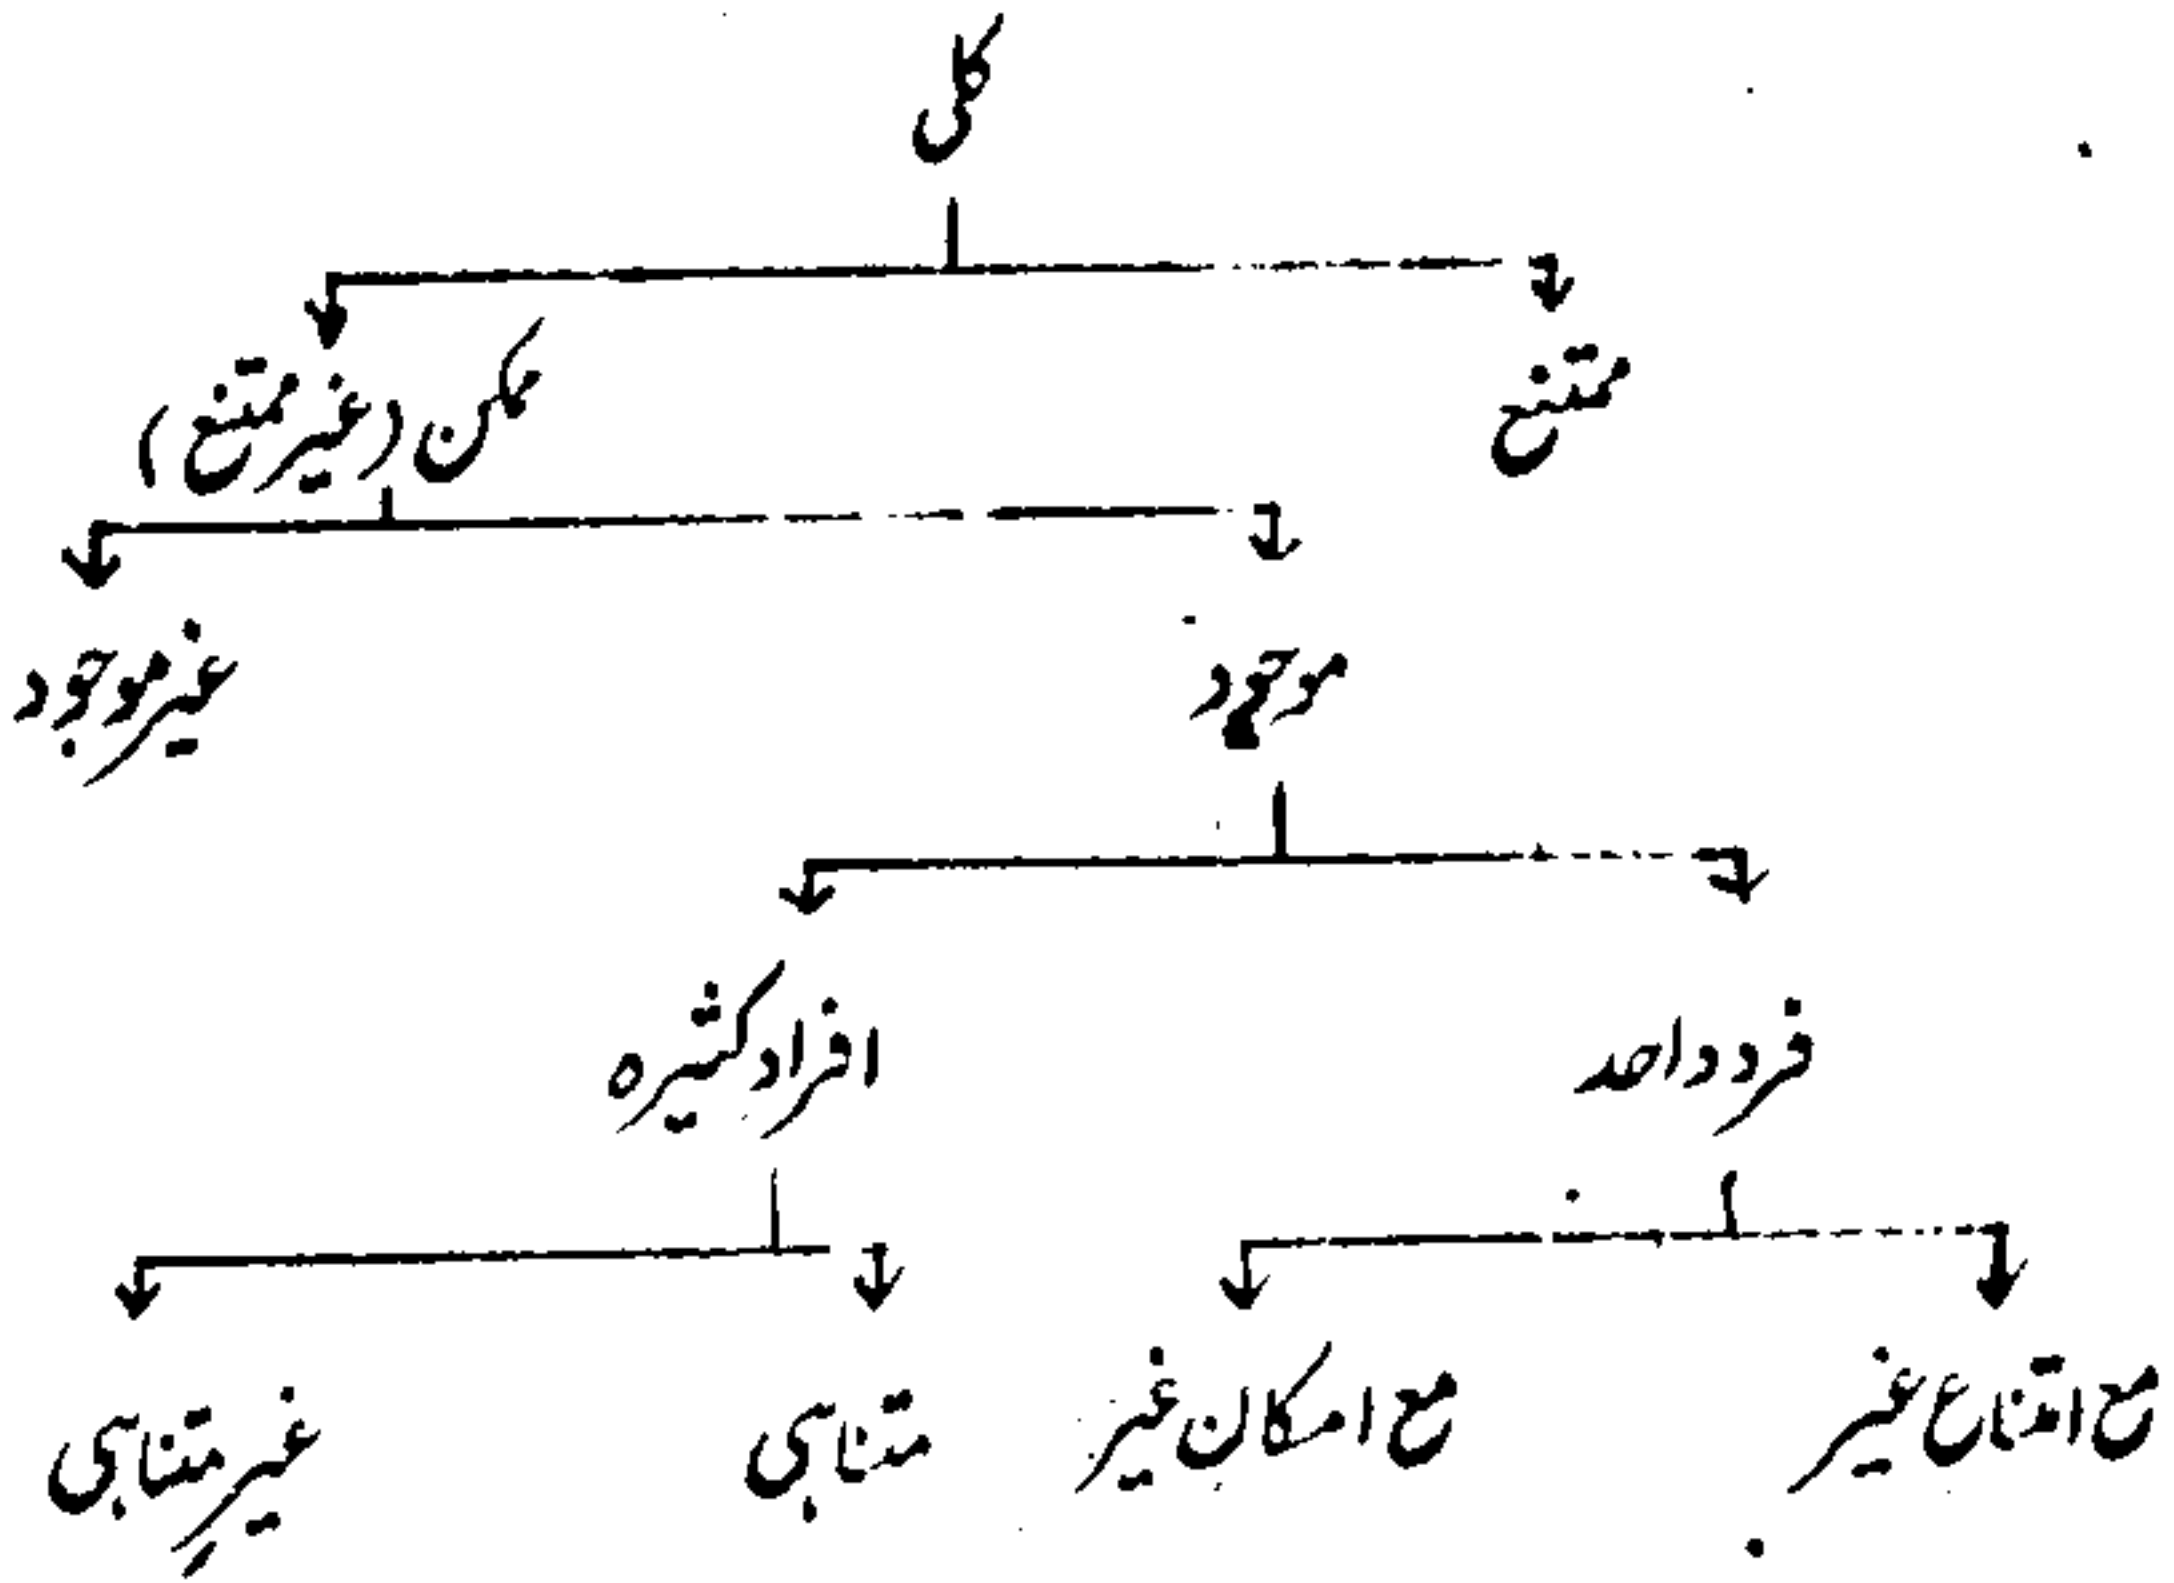 کلی
ممتنع
ممکن (غیر ممتنع)
موجود
غیر موجود
فرد واحد
افراد کثیرہ
مع امتناع غیر
مع امکان غیر
متناہی
غیر متناہی